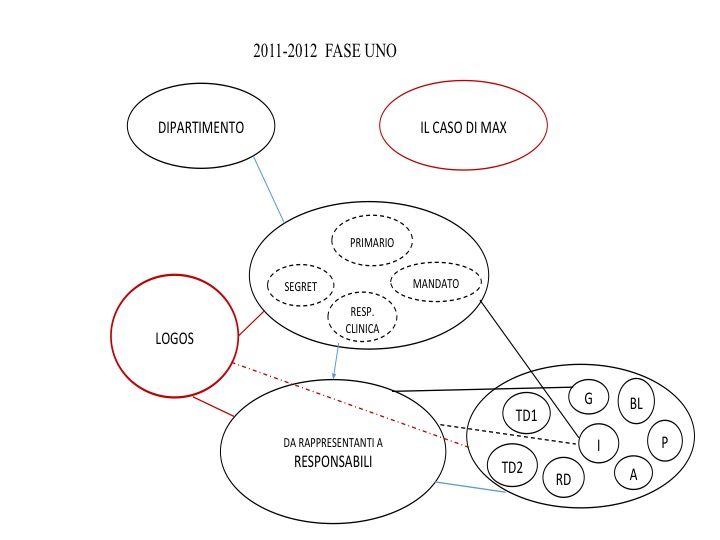 2011-2012 FASE UNO
DIPARTIMENTO
IL CASO DI MAX
PRIMARIO
SEGRET
MANDATO
RESP.
CLINICA
LOGOS
DA RAPPRESENTANTI A
RESPONSABILI
G
BL
TD1
I
P
TD2
RD
A